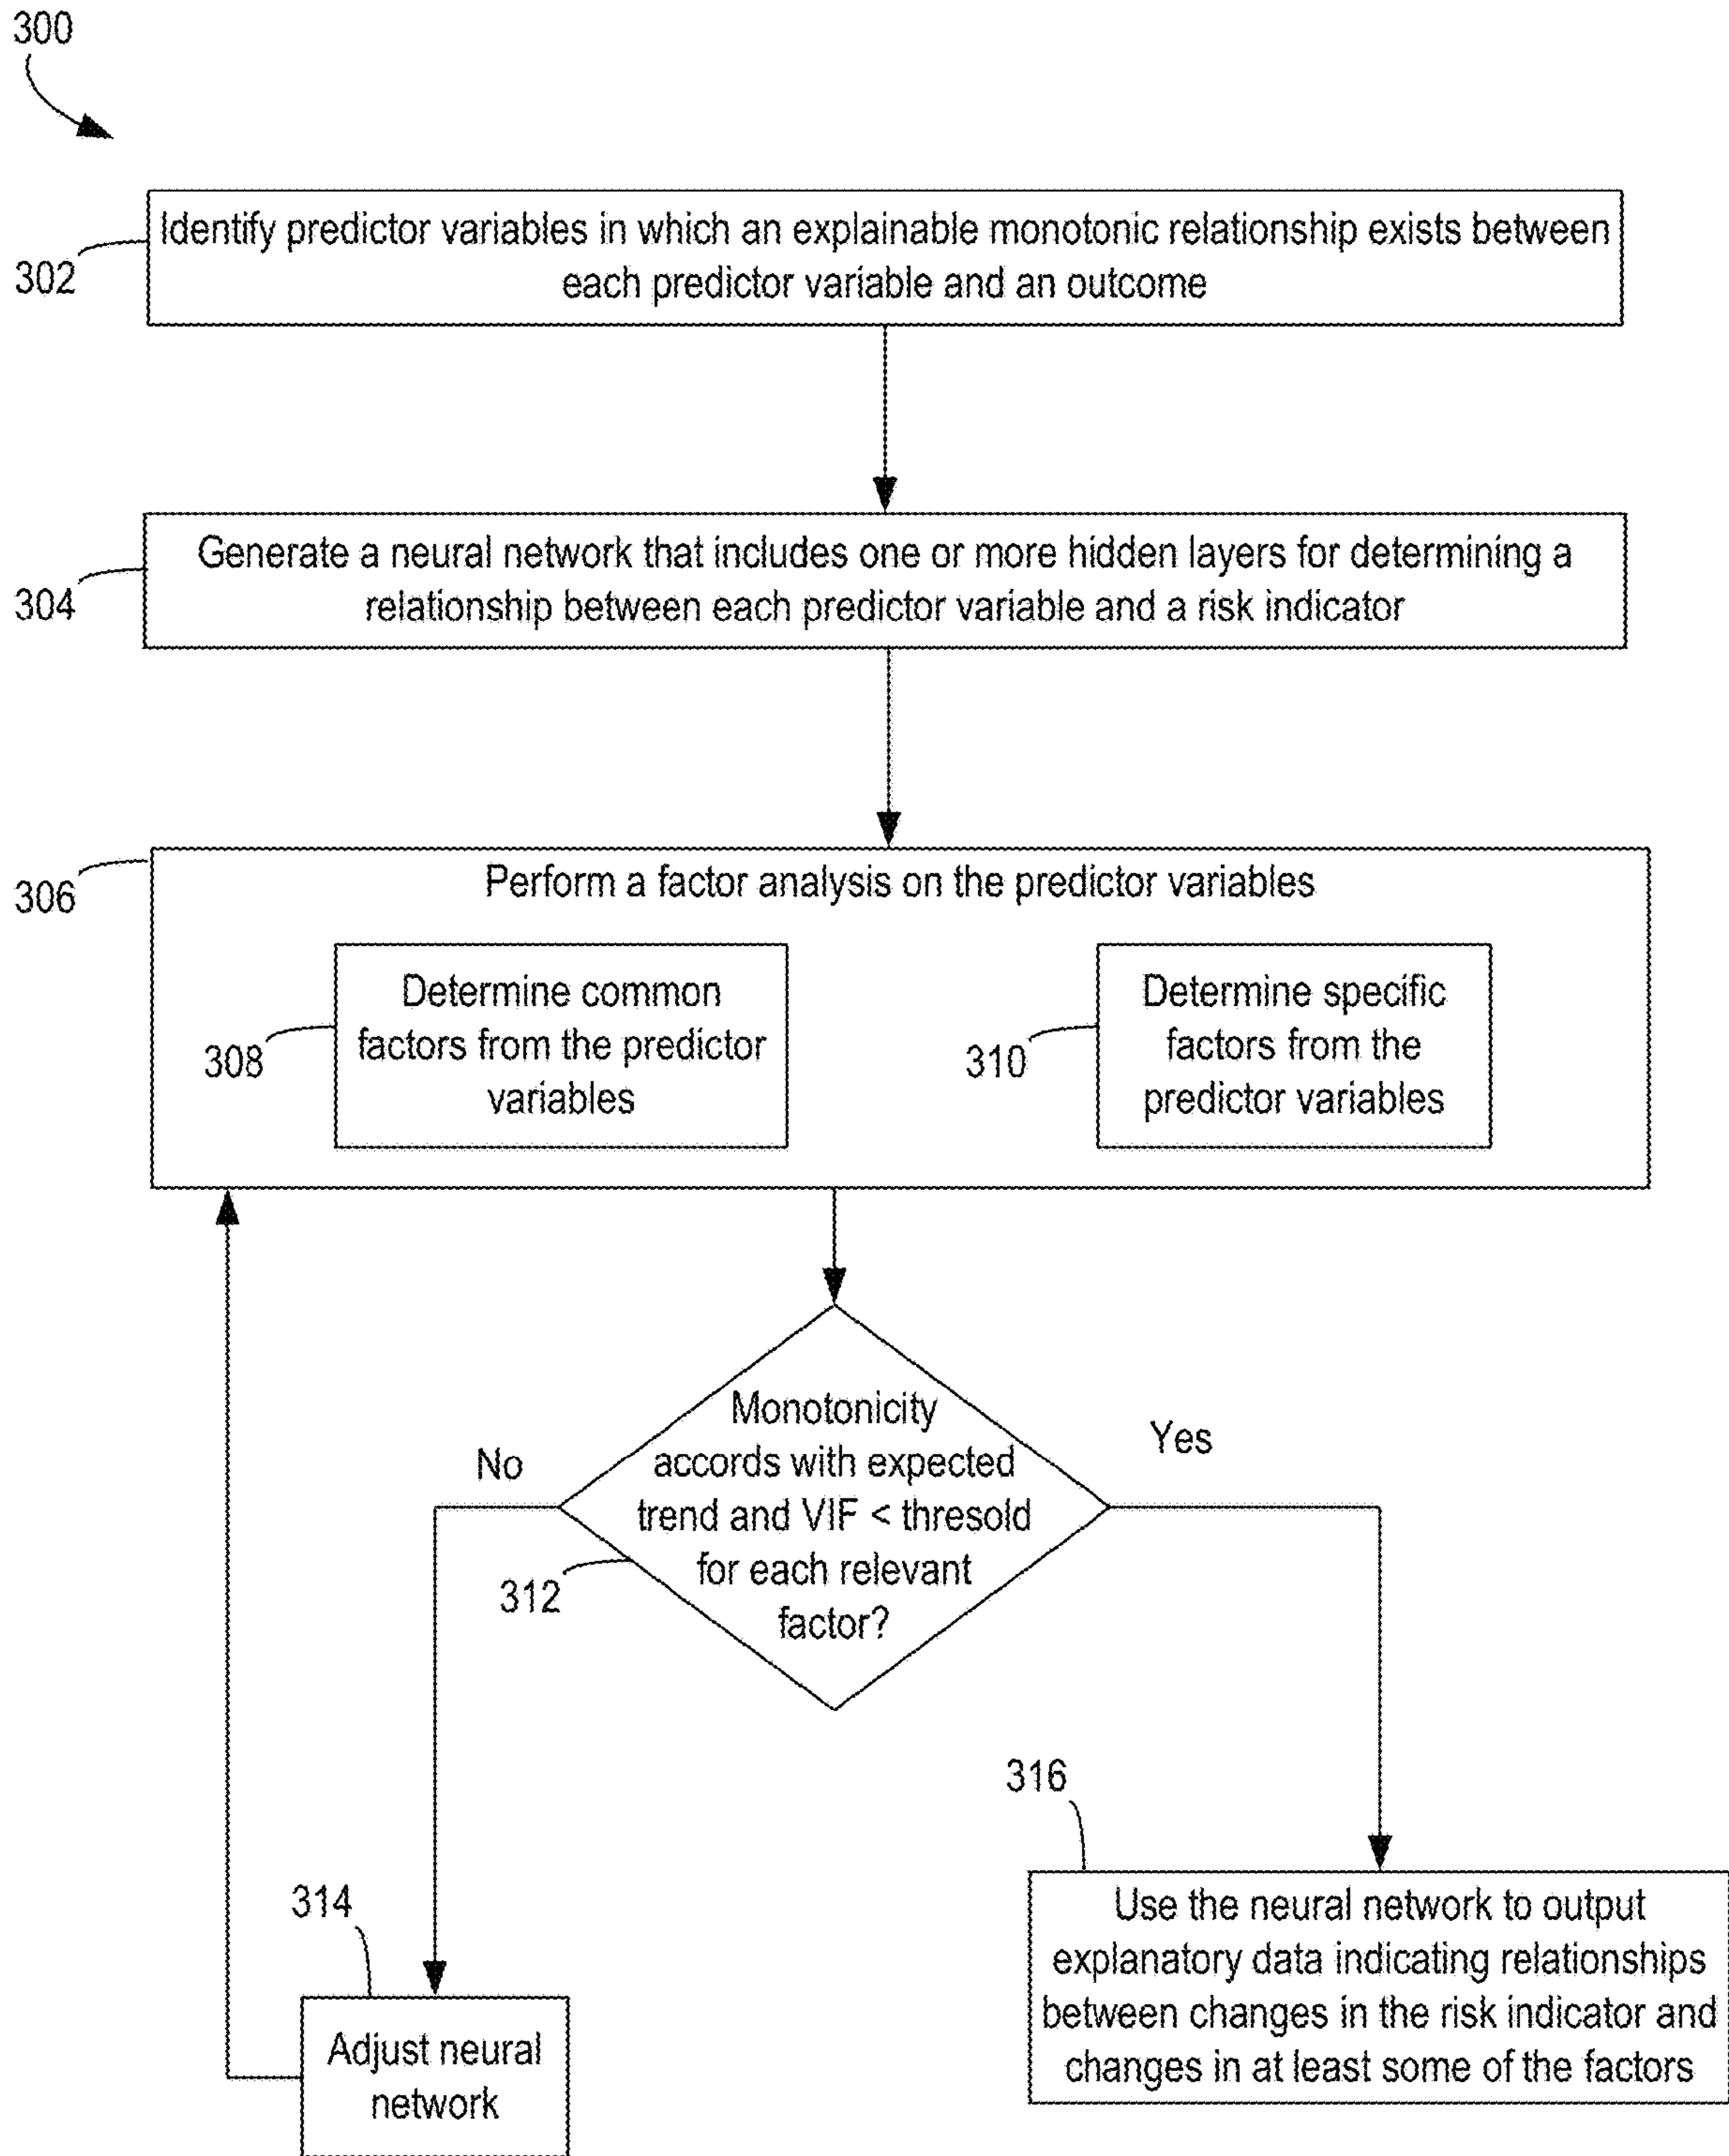 300
Identify predictor variables in which an explainable monotonic relationship exists between
each predictor variable and an outcome
302
Generate a neural network that includes one or more hidden layers for determining a
relationship between each predictor variable and a risk indicator
304
Perform a factor analysis on the predictor variables
306
Determine common
factors from the predictor
variables
308
Determine specific
factors from the
predictor variables
310
Monotonicity
accords with expected
trend and VIF < thresold
for each relevant
factor?
No
Yes
312
314
Adjust neural
network
316
Use the neural network to output
explanatory data indicating relationships
between changes in the risk indicator and
changes in at least some of the factors